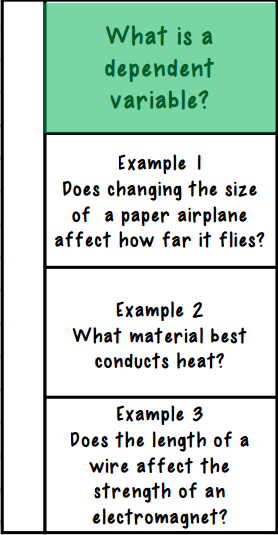 What is a
dependent
variable?
Example 1
Does changing the size
of a paper airplane
affect how far it flies?
Example 2
What material best
conducts heat?
Example 3
Does the length of a
wire affect the
strength of an
electromagnet?